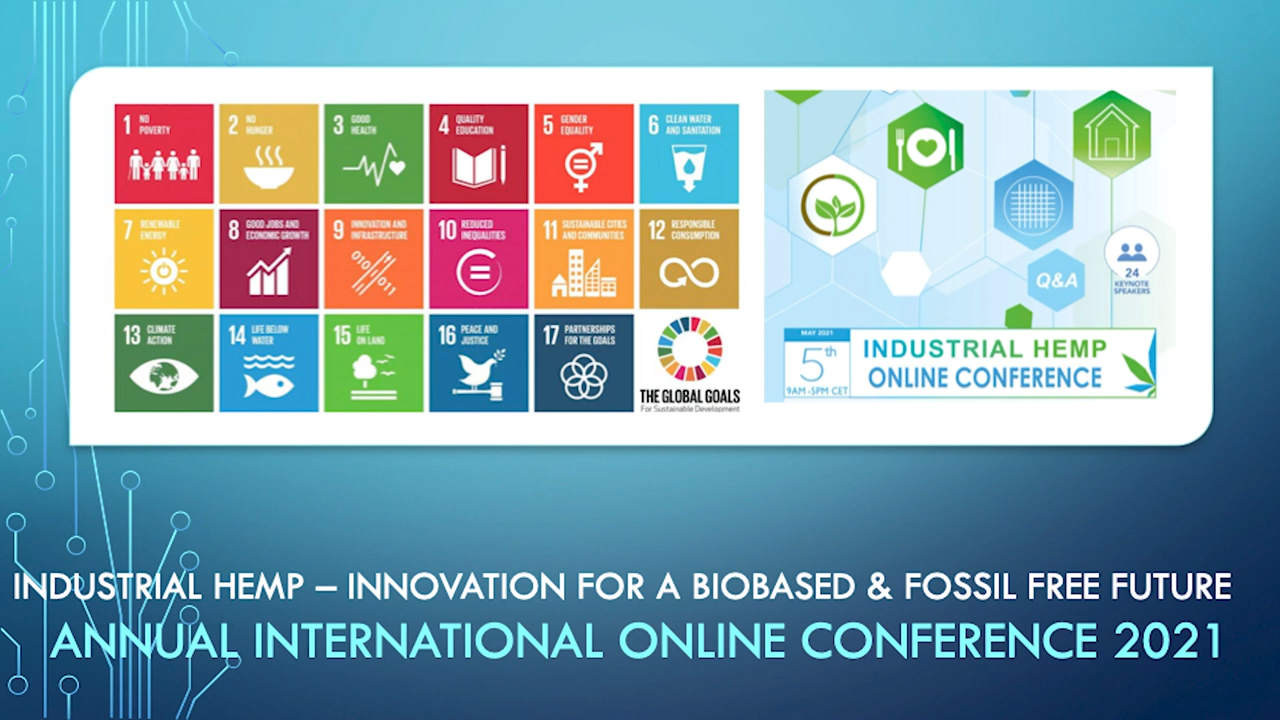 1 NO
POVERTY
2 NO
HUNGER
3 GOOD
HEALTH
4 QUALITY
EDUCATION
5 GENDER
EQUALITY
6 CLEAN WATER
AND SANITATION
7 RENEWABLE
ENERGY
8 GOOD JOBS AND
ECONOMIC GROWTH
9 INNOVATION AND
INFRASTRUCTURE
010
011
10 REDUCED
INEQUALITIES
11 SUSTAINABLE CITIES
AND COMMUNITIES
12 RESPONSIBLE
CONSUMPTION
13 CLIMATE
ACTION
14 LIFE BELOW
WATER
15 LIFE
ON LAND
16 PEACE AND
JUSTICE
17 PARTNERSHIPS
FOR THE GOALS
THE GLOBAL GOALS
For Sustainable Development
Q&A
24
KEYNOTE
SPEAKERS
MAY 2021
5th
9AM -5PM CET
INDUSTRIAL HEMP
ONLINE CONFERENCE
INDUSTRIAL HEMP – INNOVATION FOR A BIOBASED & FOSSIL FREE FUTURE
ANNUAL INTERNATIONAL ONLINE CONFERENCE 2021